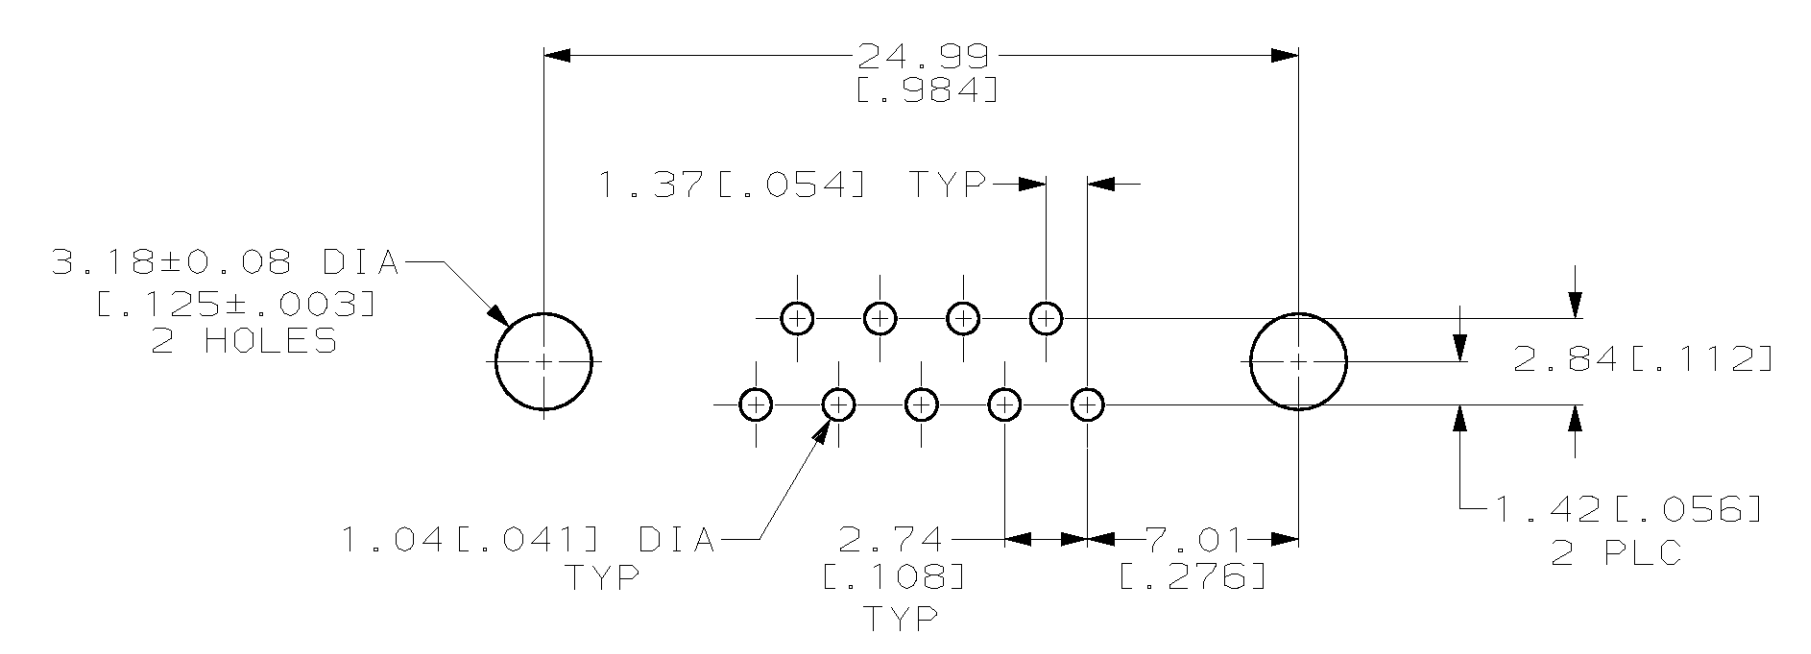 24.99
[.984]
1.37[.054] TYP
3.18±0.08 DIA
[.125±.003]
2 HOLES
2.84[.112]
1.42[.056]
2 PLC
1.04[.041] DIA
TYP
2.74
[.108]
TYP
7.01
[.276]